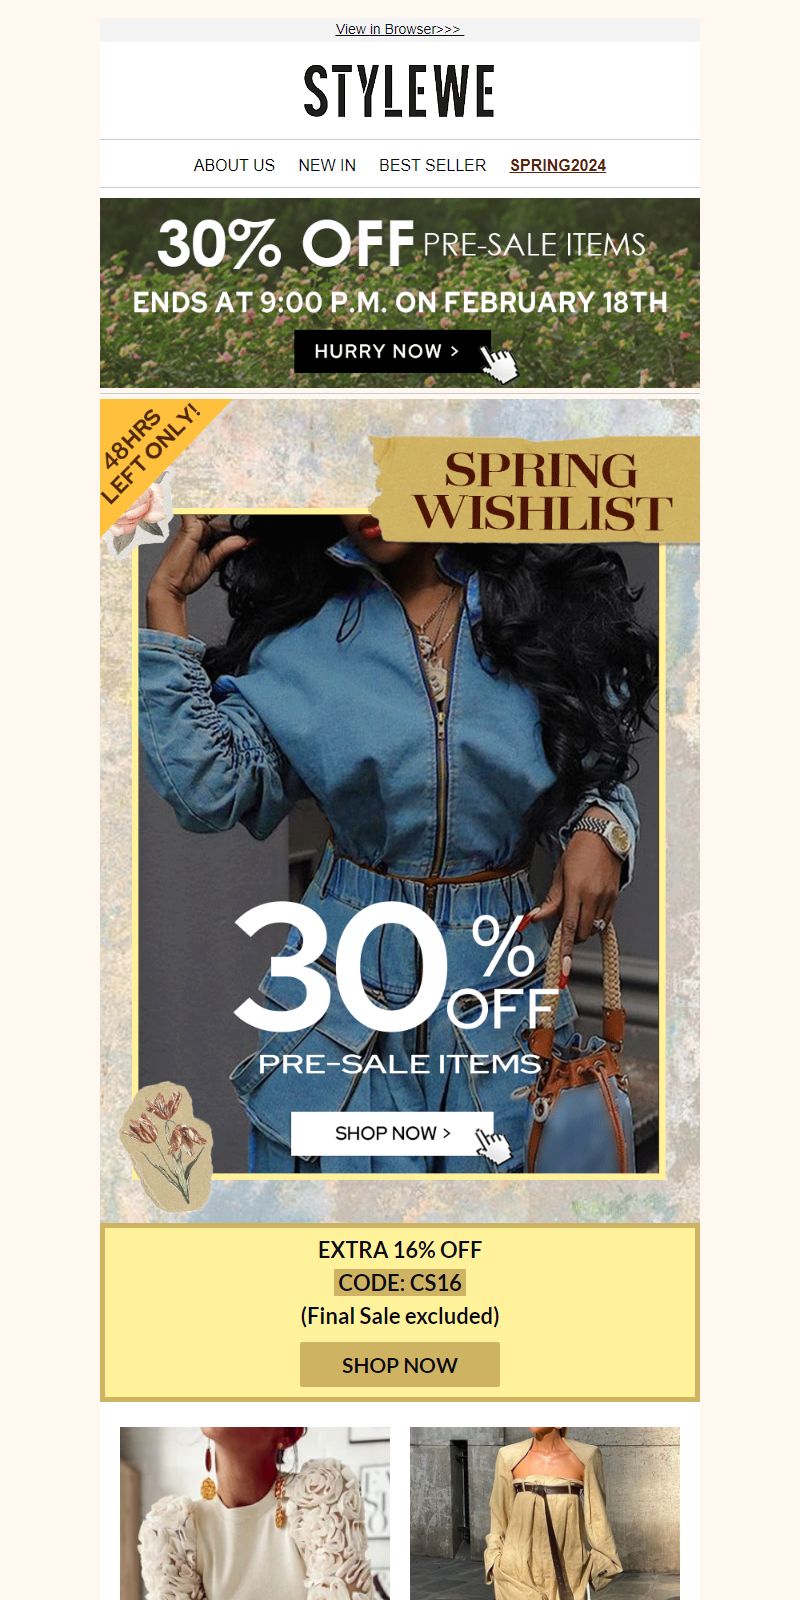 View in Browser>>>
STYLEWE
ABOUT US NEW IN BEST SELLER SPRING2024
30% OFF PRE-SALE ITEMS
ENDS AT 9:00 P.M. ON FEBRUARY 18TH
HURRY NOW >
48HRS
LEFT ONLY!
SPRING
WISHLIST
30% OFF
PRE-SALE ITEMS
SHOP NOW >
EXTRA 16% OFF
CODE: CS16
(Final Sale excluded)
SHOP NOW